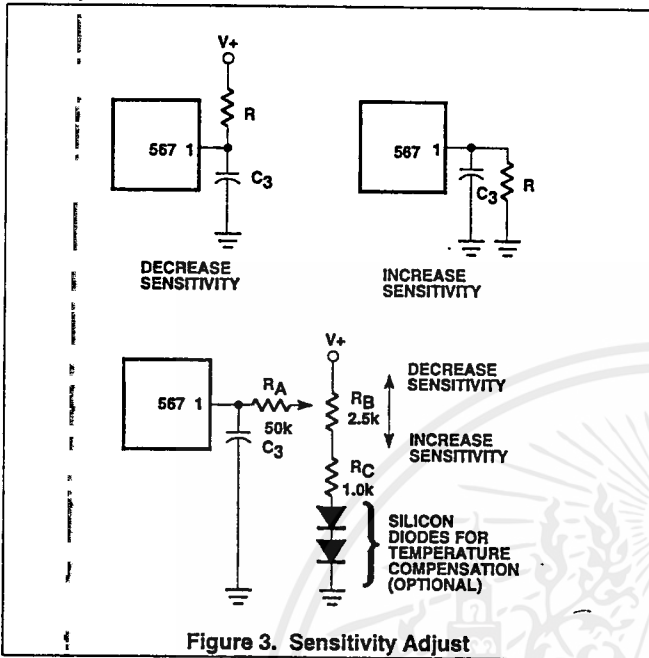 V+
R
567 1
C3
DECREASE
SENSITIVITY
567 1
C3
R
INCREASE
SENSITIVITY
V+
567 1
RA
50k
C3
RB
2.5k
RC
1.0k
DECREASE
SENSITIVITY
INCREASE
SENSITIVITY
SILICON
DIODES FOR
TEMPERATURE
COMPENSATION
(OPTIONAL)
Figure 3. Sensitivity Adjust